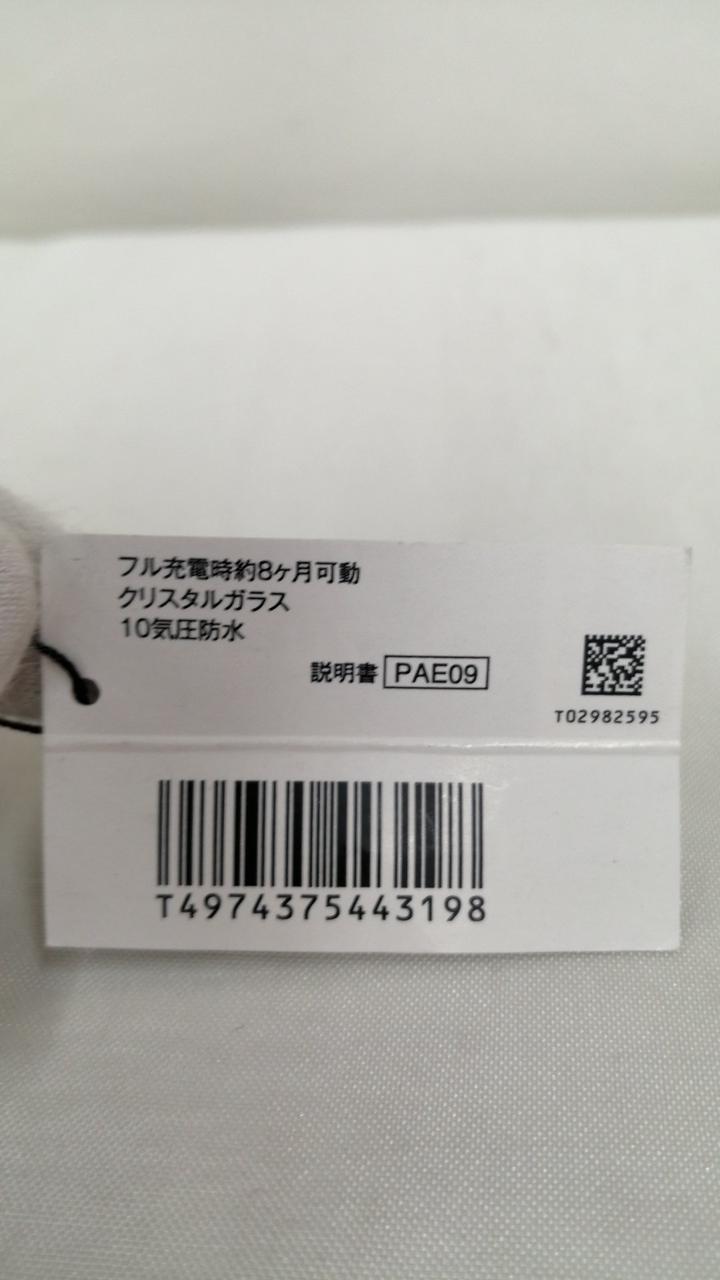 フル充電時約8ヶ月可動
クリスタルガラス
10気圧防水
説明書 PAE09
T02982595
T4974375443198